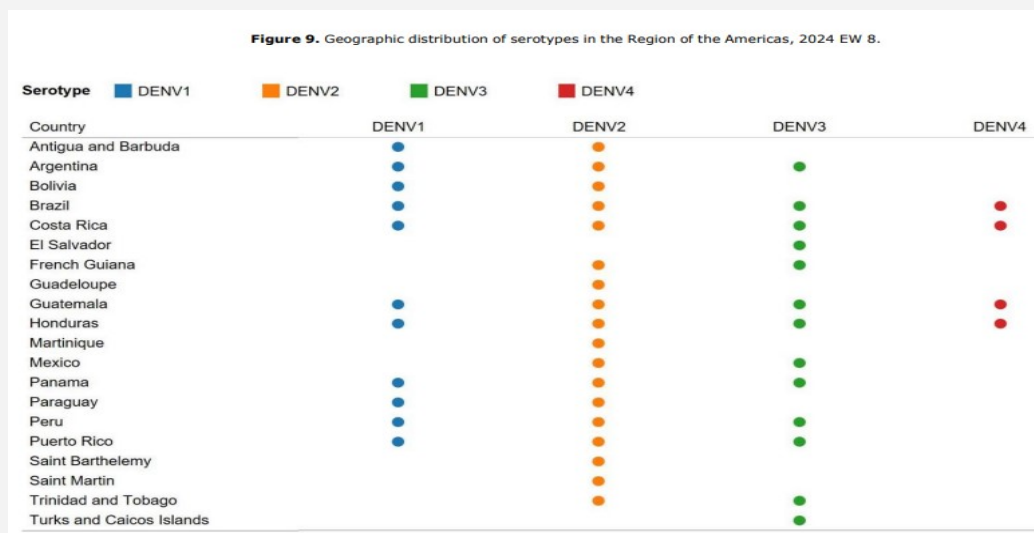 Figure 9. Geographic distribution of serotypes in the Region of the Americas, 2024 EW 8.
Serotype DENV1 DENV2 DENV3 DENV4
Country DENV1 DENV2 DENV3 DENV4
Antigua and Barbuda
Argentina
Bolivia
Brazil
Costa Rica
El Salvador
French Guiana
Guadeloupe
Guatemala
Honduras
Martinique
Mexico
Panama
Paraguay
Peru
Puerto Rico
Saint Barthelemy
Saint Martin
Trinidad and Tobago
Turks and Caicos Islands